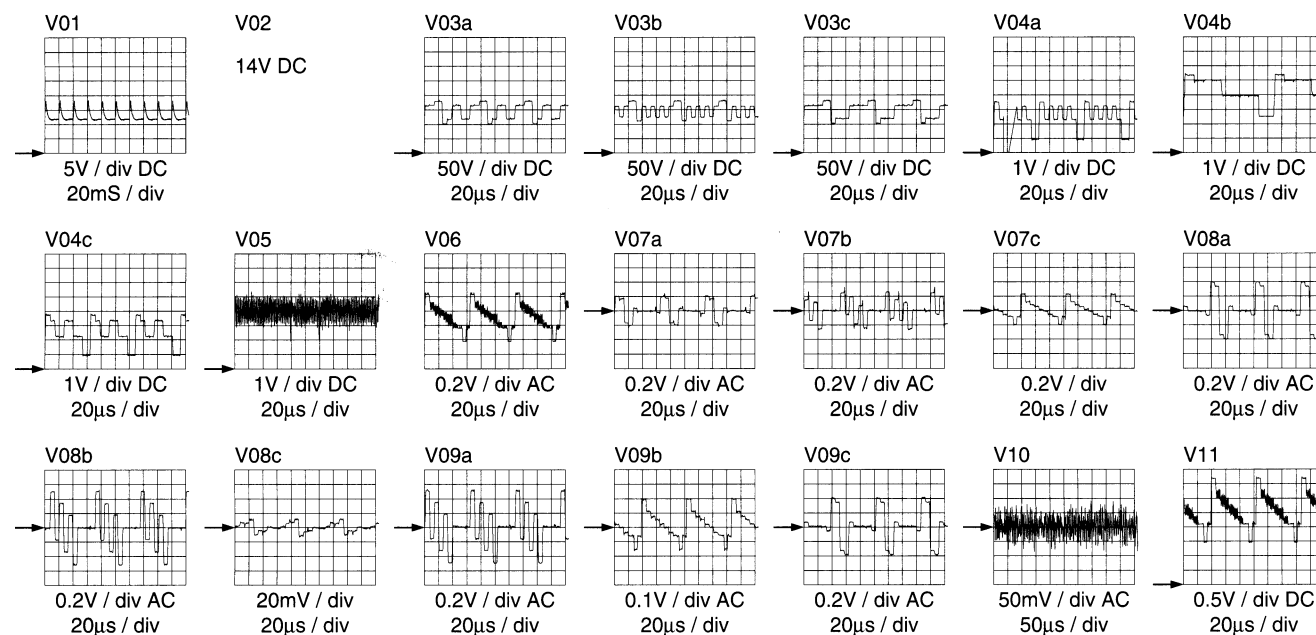 V01
V02
V03a
V03b
V03c
V04a
V04b
14V DC
5V / div DC
20mS / div
50V / div DC
20µs / div
50V / div DC
20µs / div
50V / div DC
20µs / div
1V / div DC
20µs / div
1V / div DC
20µs / div
V04c
V05
V06
V07a
V07b
V07c
V08a
1V / div DC
20µs / div
1V / div DC
20µs / div
0.2V / div AC
20µs / div
0.2V / div AC
20µs / div
0.2V / div AC
20µs / div
0.2V / div
20µs / div
0.2V / div AC
20µs / div
V08b
V08c
V09a
V09b
V09c
V10
V11
0.2V / div AC
20µs / div
20mV / div
20µs / div
0.2V / div AC
20µs / div
0.1V / div AC
20µs / div
0.2V / div AC
20µs / div
50mV / div AC
50µs / div
0.5V / div DC
20µs / div